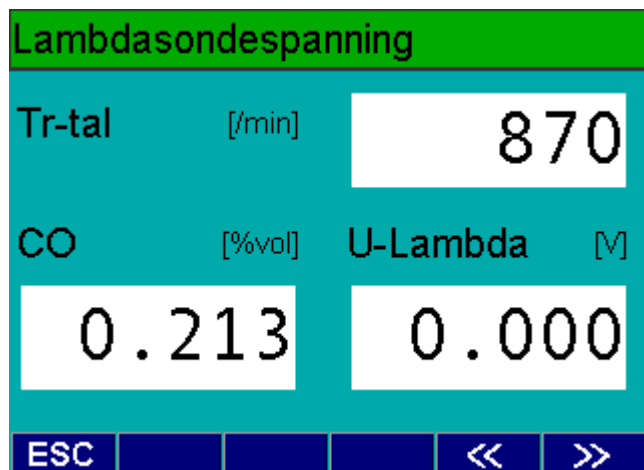 Lambdasondespanning
Tr-tal [/min] 870
CO [%vol] U-Lambda [V]
0.213 0.000
ESC << >>